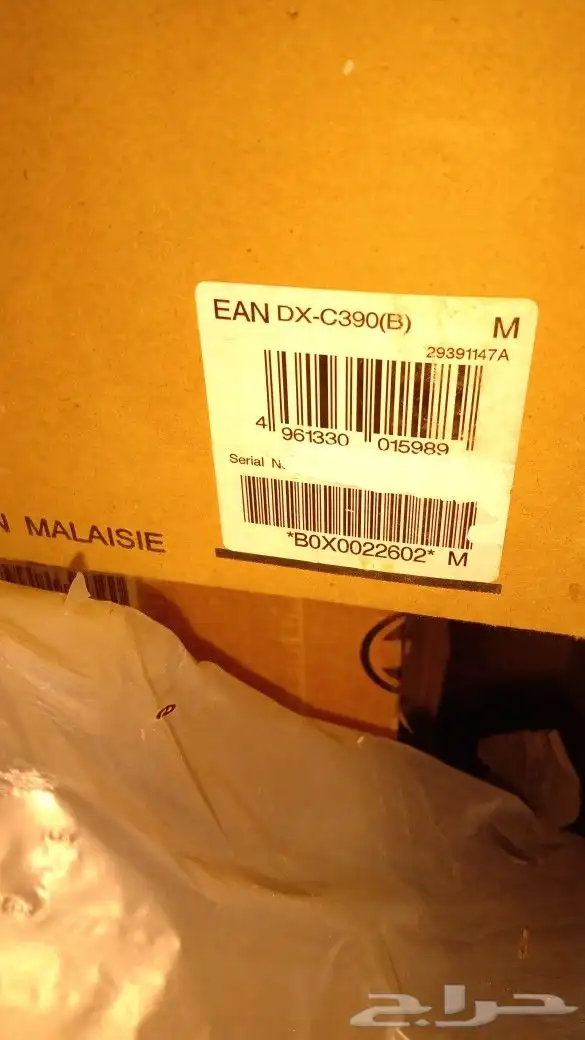 EAN DX-C390(B) M
29391147A
4 961330 015989
Serial N.
*B0X0022602* M
N MALAISIE
حراج